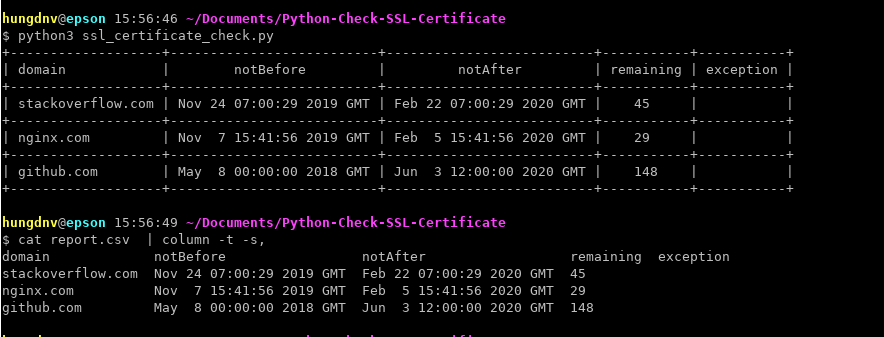 hungdnv@epson 15:56:46 ~/Documents/Python-Check-SSL-Certificate
$ python3 ssl_certificate_check.py
+-------------------+--------------------------+--------------------------+-----------+-----------+
| domain            |        notBefore         |         notAfter         | remaining | exception |
+-------------------+--------------------------+--------------------------+-----------+-----------+
| stackoverflow.com | Nov 24 07:00:29 2019 GMT | Feb 22 07:00:29 2020 GMT |    45     |           |
+-------------------+--------------------------+--------------------------+-----------+-----------+
| nginx.com         | Nov  7 15:41:56 2019 GMT | Feb  5 15:41:56 2020 GMT |    29     |           |
+-------------------+--------------------------+--------------------------+-----------+-----------+
| github.com        | May  8 00:00:00 2018 GMT | Jun  3 12:00:00 2020 GMT |    148    |           |
+-------------------+--------------------------+--------------------------+-----------+-----------+
hungdnv@epson 15:56:49 ~/Documents/Python-Check-SSL-Certificate
$ cat report.csv  | column -t -s,
domain             notBefore                 notAfter                  remaining  exception
stackoverflow.com  Nov 24 07:00:29 2019 GMT  Feb 22 07:00:29 2020 GMT  45
nginx.com          Nov  7 15:41:56 2019 GMT  Feb  5 15:41:56 2020 GMT  29
github.com         May  8 00:00:00 2018 GMT  Jun  3 12:00:00 2020 GMT  148